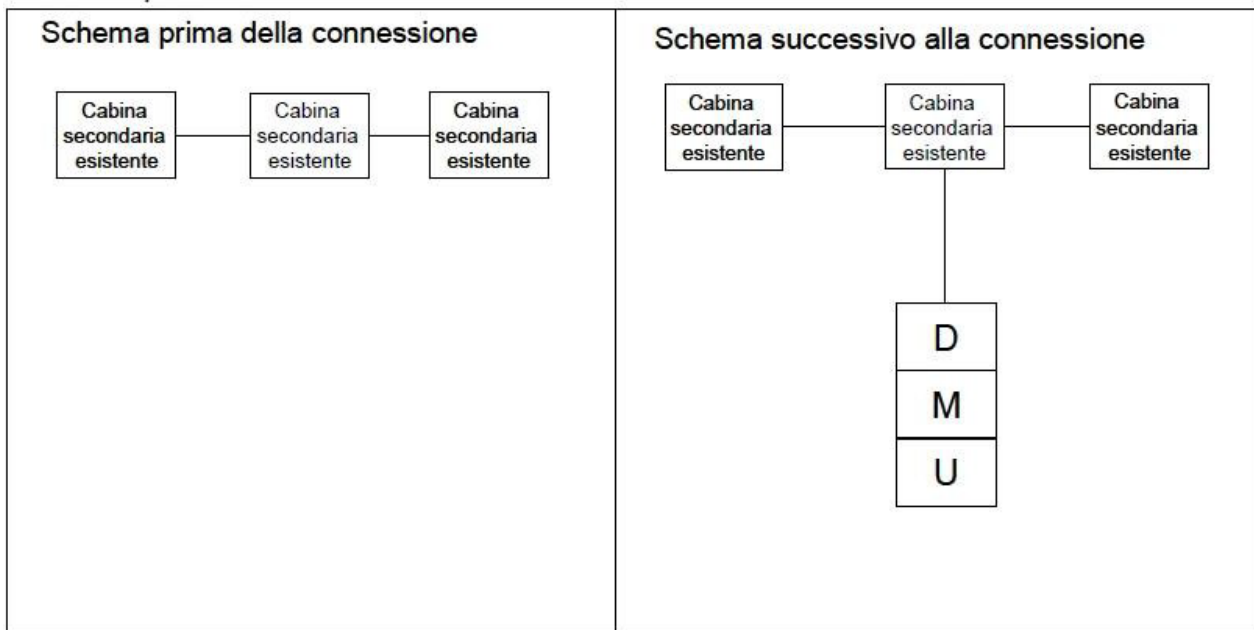 Schema prima della connessione
Cabina
secondaria
esistente
Cabina
secondaria
esistente
Cabina
secondaria
esistente
Schema successivo alla connessione
Cabina
secondaria
esistente
Cabina
secondaria
esistente
Cabina
secondaria
esistente
D
M
U